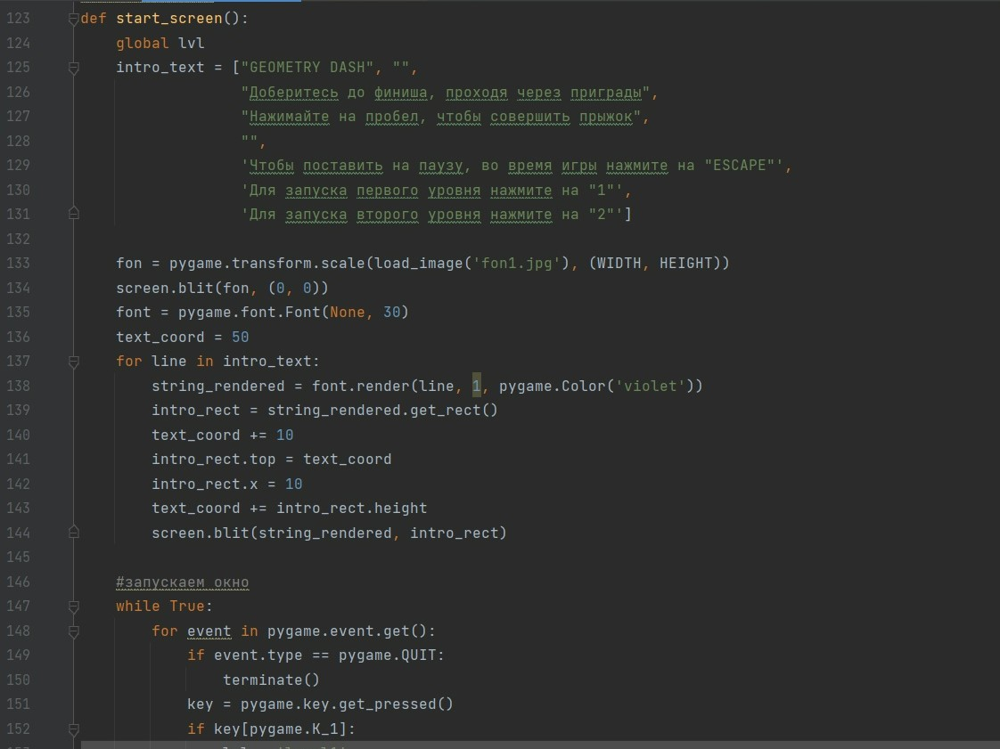 123 def start_screen():
124     global lvl
125     intro_text = ["GEOMETRY DASH", "",
126                   "Доберитесь до финиша, проходя через приграды",
127                   "Нажимайте на пробел, чтобы совершить прыжок",
128                   "",
129                   'Чтобы поставить на паузу, во время игры нажмите на "ESCAPE"',
130                   'Для запуска первого уровня нажмите на "1"',
131                   'Для запуска второго уровня нажмите на "2"']
132
133     fon = pygame.transform.scale(load_image('fon1.jpg'), (WIDTH, HEIGHT))
134     screen.blit(fon, (0, 0))
135     font = pygame.font.Font(None, 30)
136     text_coord = 50
137     for line in intro_text:
138         string_rendered = font.render(line, 1, pygame.Color('violet'))
139         intro_rect = string_rendered.get_rect()
140         text_coord += 10
141         intro_rect.top = text_coord
142         intro_rect.x = 10
143         text_coord += intro_rect.height
144         screen.blit(string_rendered, intro_rect)
145
146     #запускаем окно
147     while True:
148         for event in pygame.event.get():
149             if event.type == pygame.QUIT:
150                 terminate()
151             key = pygame.key.get_pressed()
152             if key[pygame.K_1]: